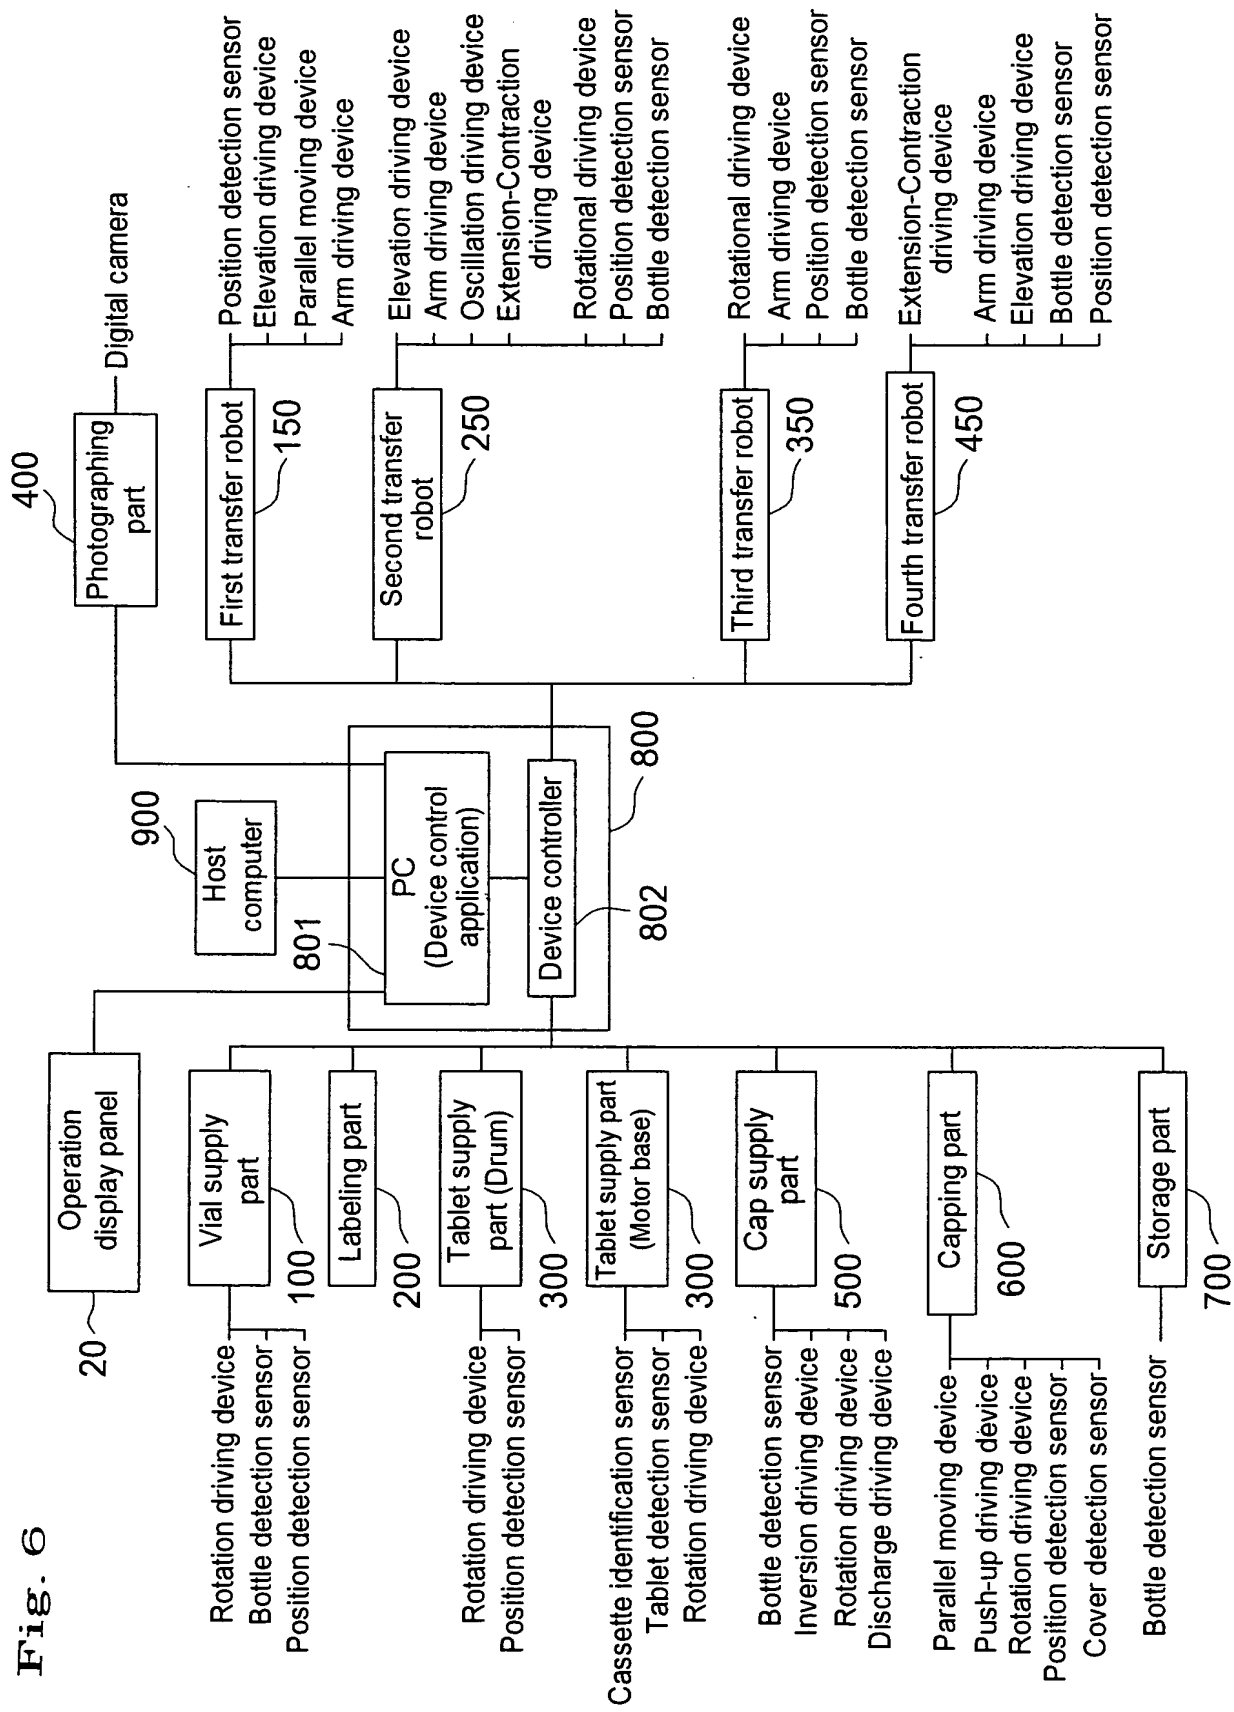 Fig. 6
20
Operation
display panel
900
Host
computer
400
Photographing
part
Digital camera
801
PC
(Device control
application)
Device controller
802
800
Rotation driving device
Bottle detection sensor
Position detection sensor
Vial supply
part
100
Labeling part
200
Rotation driving device
Position detection sensor
Tablet supply
part (Drum)
300
Cassette identification sensor
Tablet detection sensor
Rotation driving device
Tablet supply part
(Motor base)
300
Bottle detection sensor
Inversion driving device
Rotation driving device
Discharge driving device
Cap supply
part
500
Parallel moving device
Push-up driving device
Rotation driving device
Position detection sensor
Cover detection sensor
Capping part
600
Bottle detection sensor
Storage part
700
First transfer robot
150
Position detection sensor
Elevation driving device
Parallel moving device
Arm driving device
Second transfer
robot
250
Elevation driving device
Arm driving device
Oscillation driving device
Extension-Contraction
driving device
Rotational driving device
Position detection sensor
Bottle detection sensor
Third transfer robot
350
Rotational driving device
Arm driving device
Position detection sensor
Bottle detection sensor
Fourth transfer robot
450
Extension-Contraction
driving device
Arm driving device
Elevation driving device
Bottle detection sensor
Position detection sensor